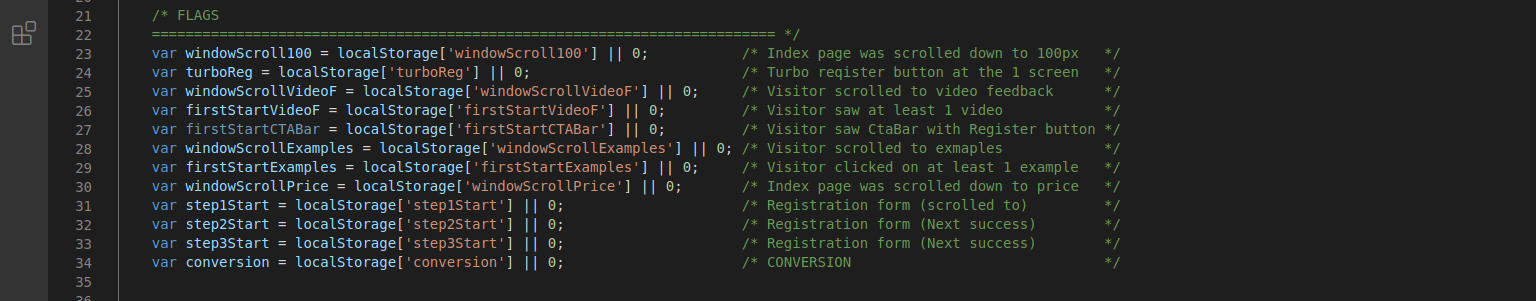 21 /* FLAGS
22 ========================================================================== */
23 var windowScroll100 = localStorage['windowScroll100'] || 0; /* Index page was scrolled down to 100px */
24 var turboReg = localStorage['turboReg'] || 0; /* Turbo reqister button at the 1 screen */
25 var windowScrollVideoF = localStorage['windowScrollVideoF'] || 0; /* Visitor scrolled to video feedback */
26 var firstStartVideoF = localStorage['firstStartVideoF'] || 0; /* Visitor saw at least 1 video */
27 var firstStartCTABar = localStorage['firstStartCTABar'] || 0; /* Visitor saw CtaBar with Register button */
28 var windowScrollExamples = localStorage['windowScrollExamples'] || 0; /* Visitor scrolled to exmaples */
29 var firstStartExamples = localStorage['firstStartExamples'] || 0; /* Visitor clicked on at least 1 example */
30 var windowScrollPrice = localStorage['windowScrollPrice'] || 0; /* Index page was scrolled down to price */
31 var step1Start = localStorage['step1Start'] || 0; /* Registration form (scrolled to) */
32 var step2Start = localStorage['step2Start'] || 0; /* Registration form (Next success) */
33 var step3Start = localStorage['step3Start'] || 0; /* Registration form (Next success) */
34 var conversion = localStorage['conversion'] || 0; /* CONVERSION */
35